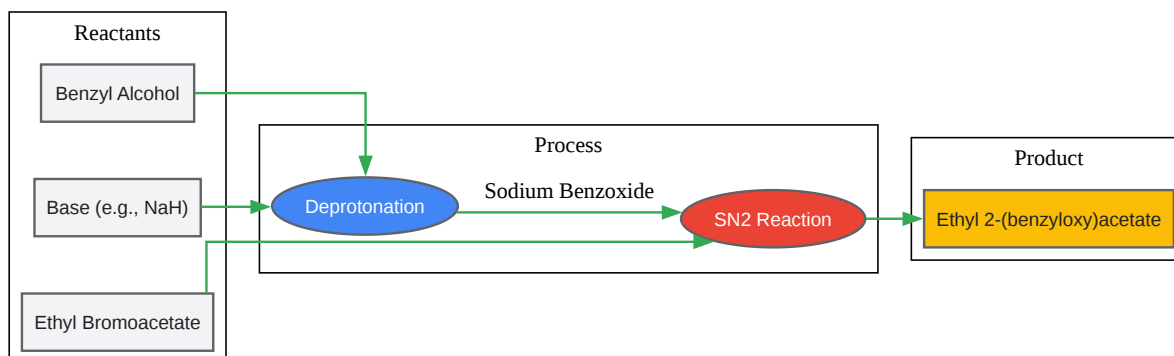 Reactants
Benzyl Alcohol
Base (e.g., NaH)
Ethyl Bromoacetate
Process
Deprotonation
Sodium Benzoxide
SN2 Reaction
Product
Ethyl 2-(benzyloxy)acetate